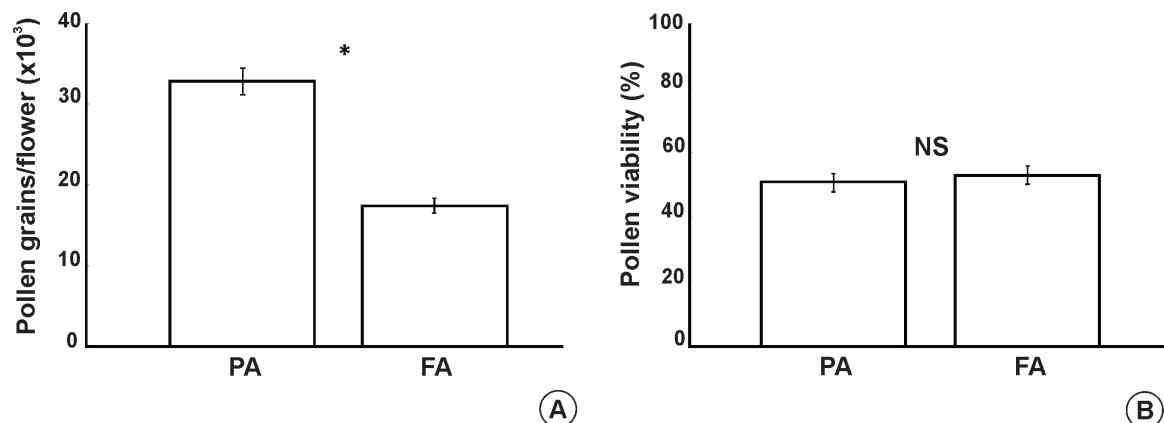 Pollen grains/flower (x10³)
40
30
20
10
0
*
PA
FA
A
Pollen viability (%)
100
80
60
40
20
0
NS
PA
FA
B